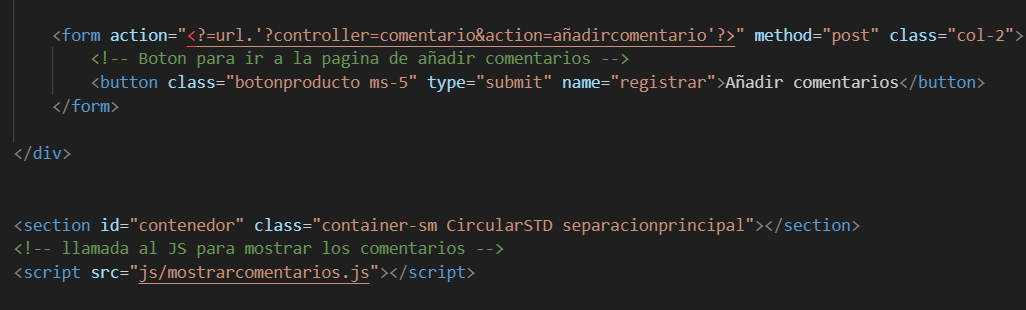 <form action="<?=url.'?controller=comentario&action=añadircomentario'?>" method="post" class="col-2">
<!-- Boton para ir a la pagina de añadir comentarios -->
<button class="botonproducto ms-5" type="submit" name="registrar">Añadir comentarios</button>
</form>
</div>
<section id="contenedor" class="container-sm CircularSTD separacionprincipal"></section>
<!-- llamada al JS para mostrar los comentarios -->
<script src="js/mostrarcomentarios.js"></script>